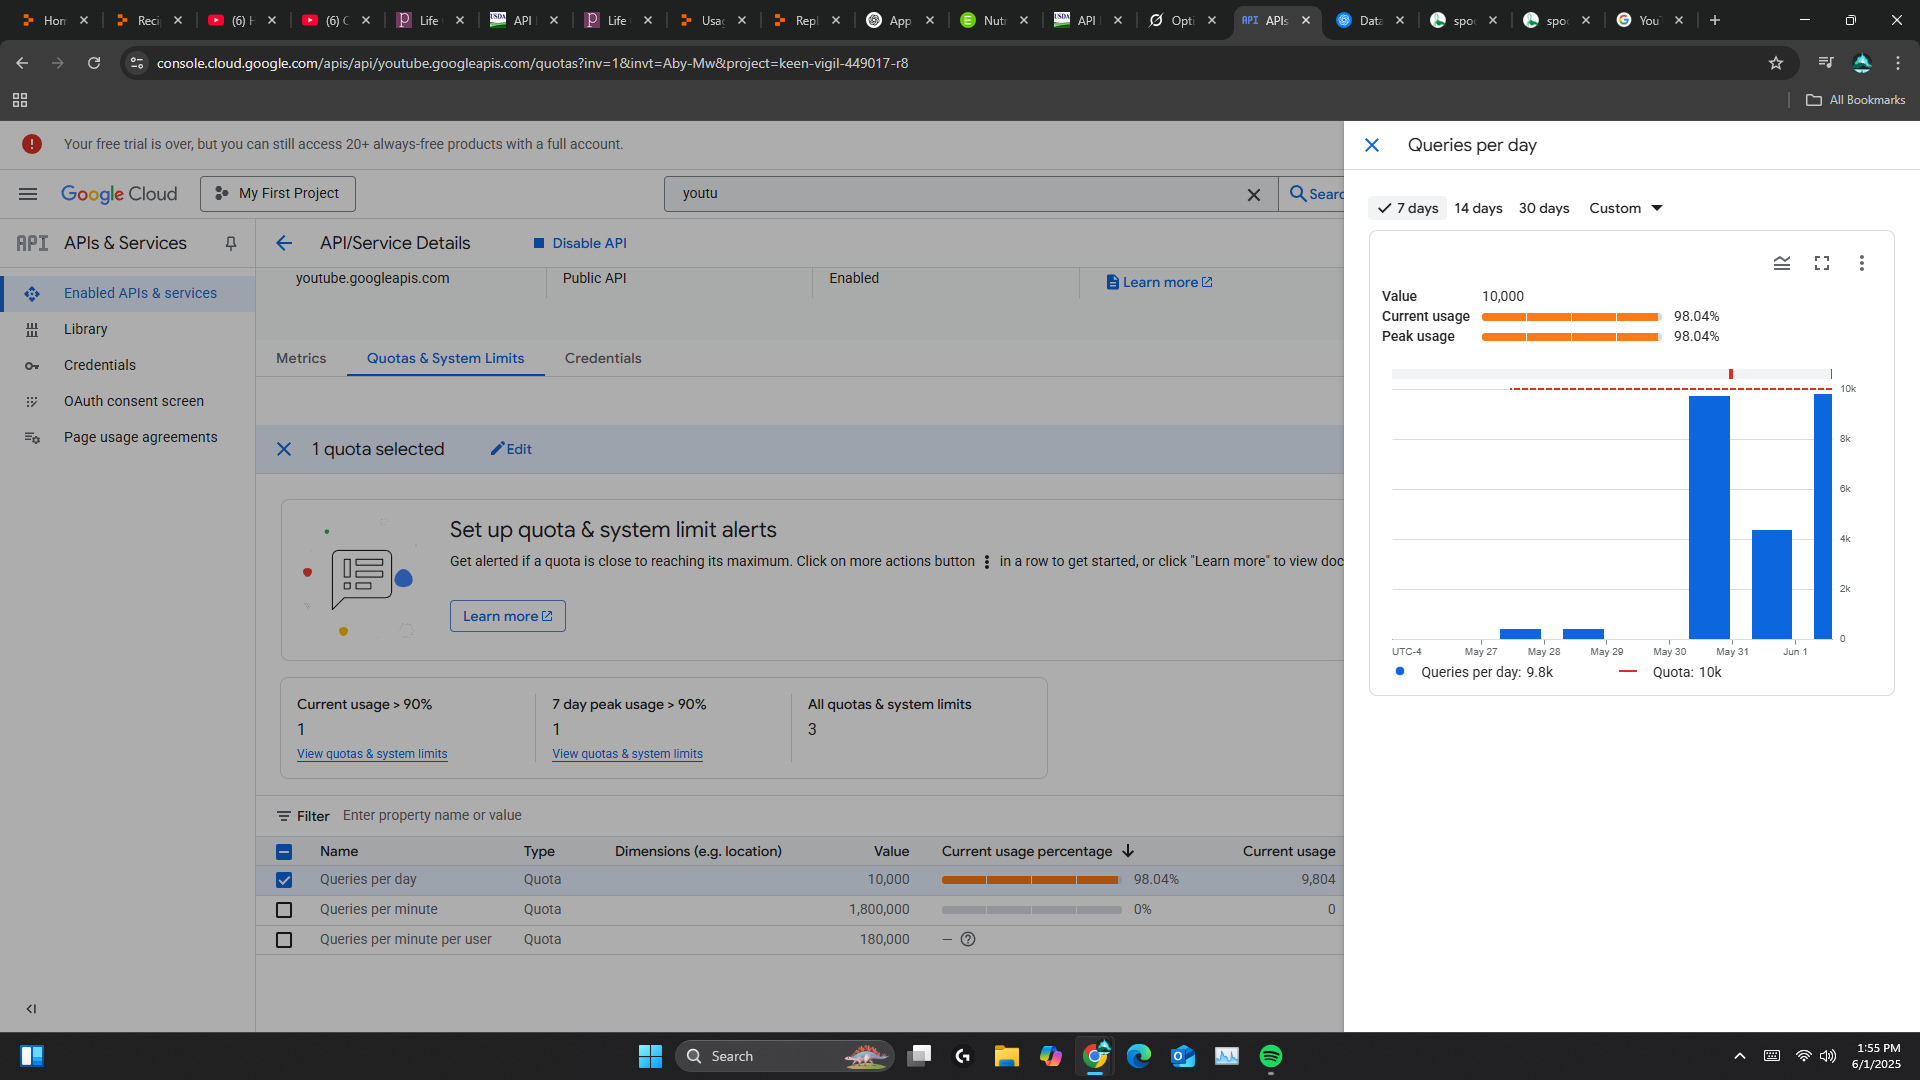 Hom
Reci
(6) H
(6) C
Life
API
Life
Usag
Repl
App
Nutr
API
Opti
API APIs
Data
spoo
spoo
You
console.cloud.google.com/apis/api/youtube.googleapis.com/quotas?inv=1&invt=Aby-Mw&project=keen-vigil-449017-r8
All Bookmarks
Your free trial is over, but you can still access 20+ always-free products with a full account.
Google Cloud
My First Project
youtu
Searc
API
APIs & Services
API/Service Details
Disable API
Enabled APIs & services
Library
Credentials
OAuth consent screen
Page usage agreements
youtube.googleapis.com
Public API
Enabled
Learn more
Metrics
Quotas & System Limits
Credentials
1 quota selected
Edit
Set up quota & system limit alerts
Get alerted if a quota is close to reaching its maximum. Click on more actions button in a row to get started, or click "Learn more" to view doc
Learn more
Current usage > 90%
1
View quotas & system limits
7 day peak usage > 90%
1
View quotas & system limits
All quotas & system limits
3
Filter Enter property name or value
Name Type Dimensions (e.g. location) Value Current usage percentage Current usage
Queries per day Quota 10,000 98.04% 9,804
Queries per minute Quota 1,800,000 0% 0
Queries per minute per user Quota 180,000 —
Queries per day
7 days 14 days 30 days Custom
Value 10,000
Current usage 98.04%
Peak usage 98.04%
10k
8k
6k
4k
2k
0
UTC-4 May 27 May 28 May 29 May 30 May 31 Jun 1
Queries per day: 9.8k Quota: 10k
Search
1:55 PM
6/1/2025